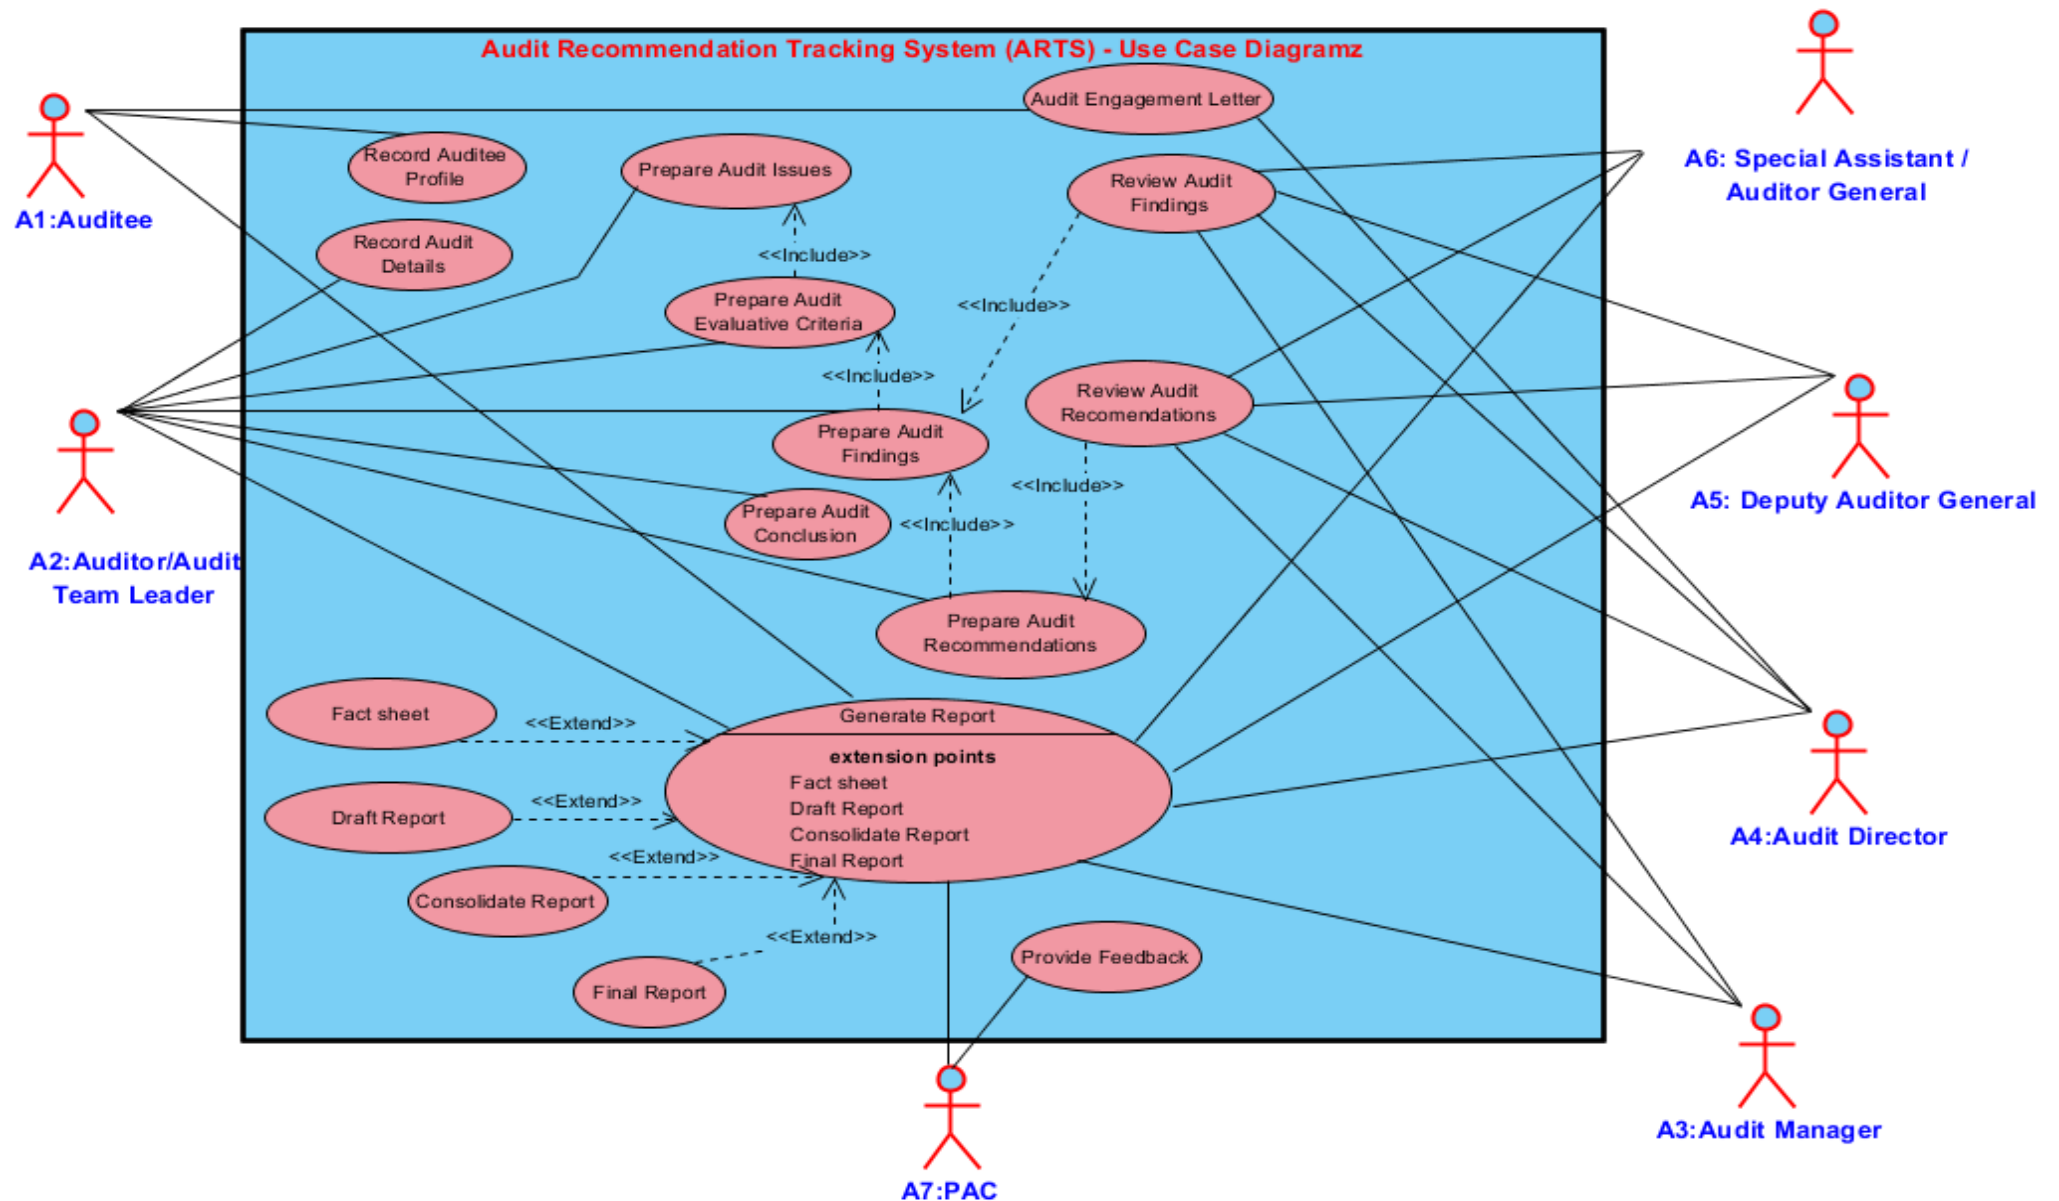 Audit Recommendation Tracking System (ARTS) - Use Case Diagramz
Audit Engagement Letter
A1:Auditee
Record Auditee
Profile
Prepare Audit Issues
Review Audit
Findings
A6: Special Assistant /
Auditor General
Record Audit
Details
<<Include>>
Prepare Audit
Evaluative Criteria
<<Include>>
<<Include>>
Review Audit
Recomendations
Prepare Audit
Findings
<<Include>>
A5: Deputy Auditor General
Prepare Audit
Conclusion
<<Include>>
A2:Auditor/Audit
Team Leader
Prepare Audit
Recommendations
Fact sheet
<<Extend>>
Generate Report
extension points
Fact sheet
Draft Report
Consolidate Report
Final Report
<<Extend>>
Draft Report
A4:Audit Director
<<Extend>>
Consolidate Report
<<Extend>>
Final Report
Provide Feedback
A3:Audit Manager
A7:PAC